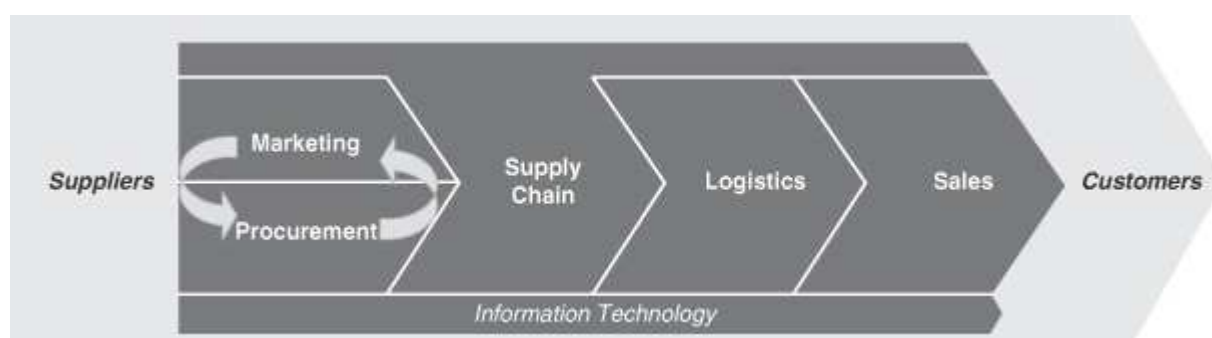 Marketing
Suppliers
Procurement
Supply
Chain
Logistics
Sales
Customers
Information Technology